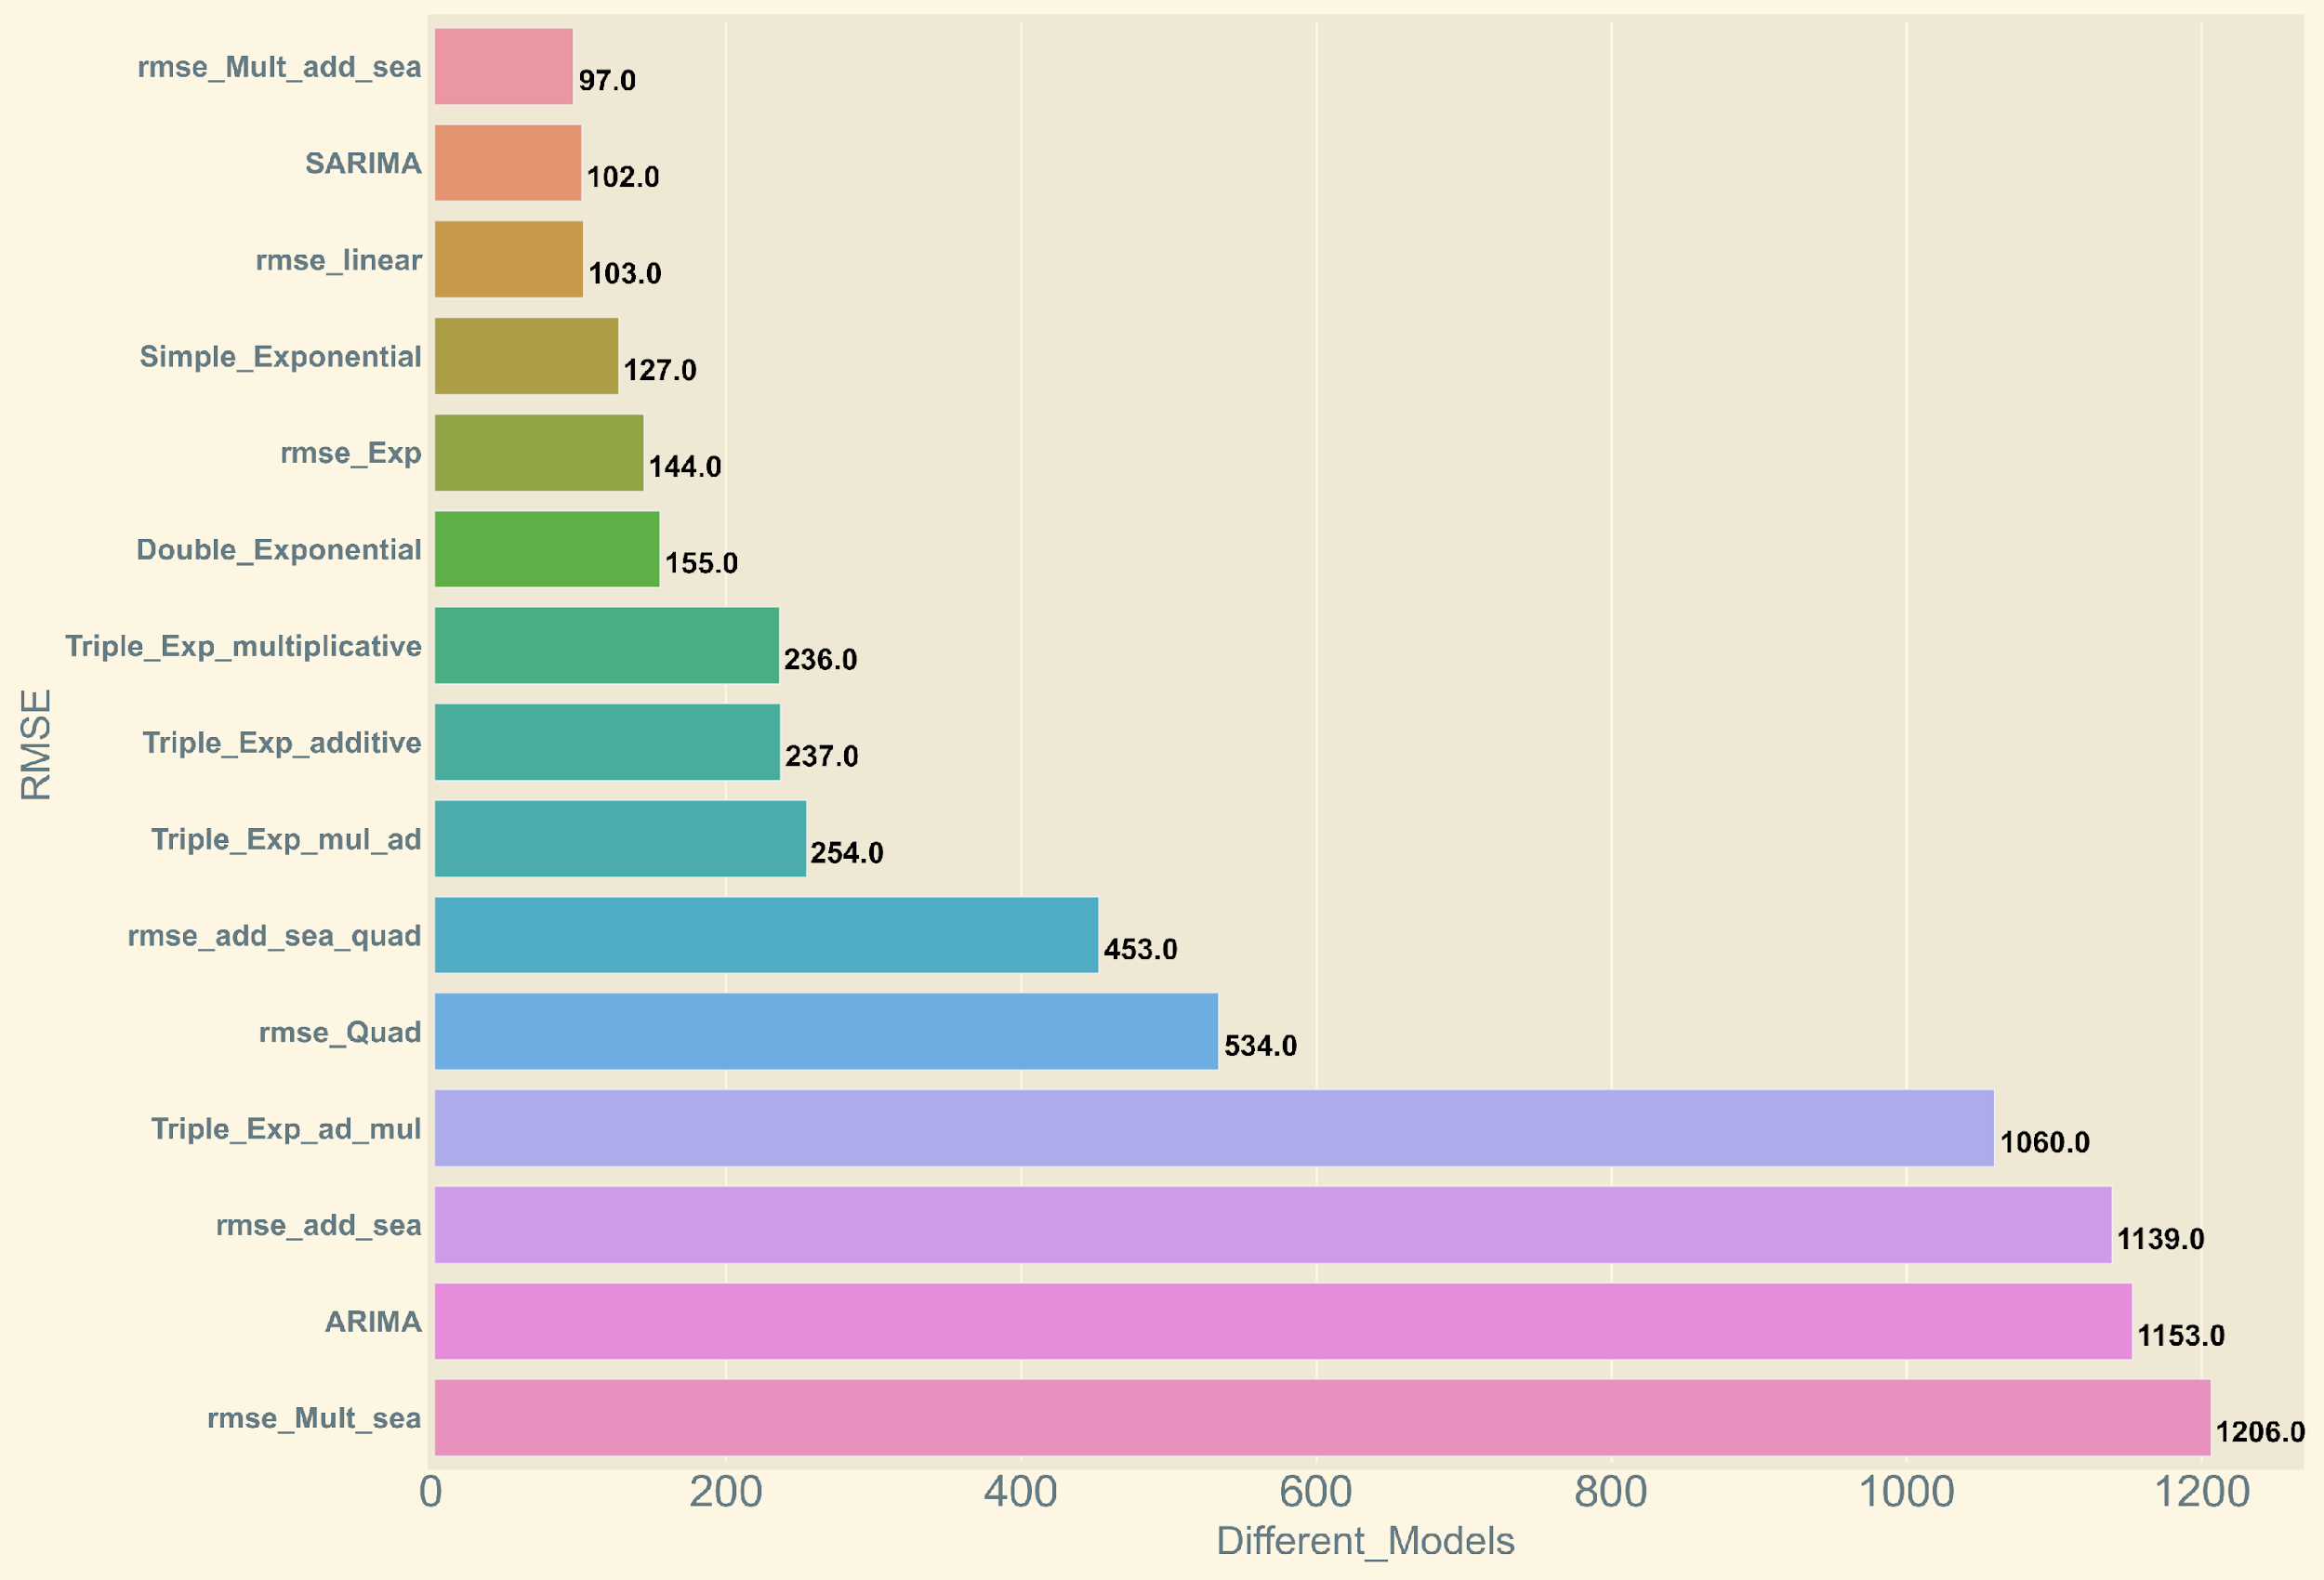 rmse_Mult_add_sea
97.0
SARIMA
102.0
rmse_linear
103.0
Simple_Exponential
127.0
rmse_Exp
144.0
Double_Exponential
155.0
Triple_Exp_multiplicative
236.0
Triple_Exp_additive
237.0
Triple_Exp_mul_ad
254.0
rmse_add_sea_quad
453.0
rmse_Quad
534.0
Triple_Exp_ad_mul
1060.0
rmse_add_sea
1139.0
ARIMA
1153.0
rmse_Mult_sea
1206.0
RMSE
0 200 400 600 800 1000 1200
Different_Models